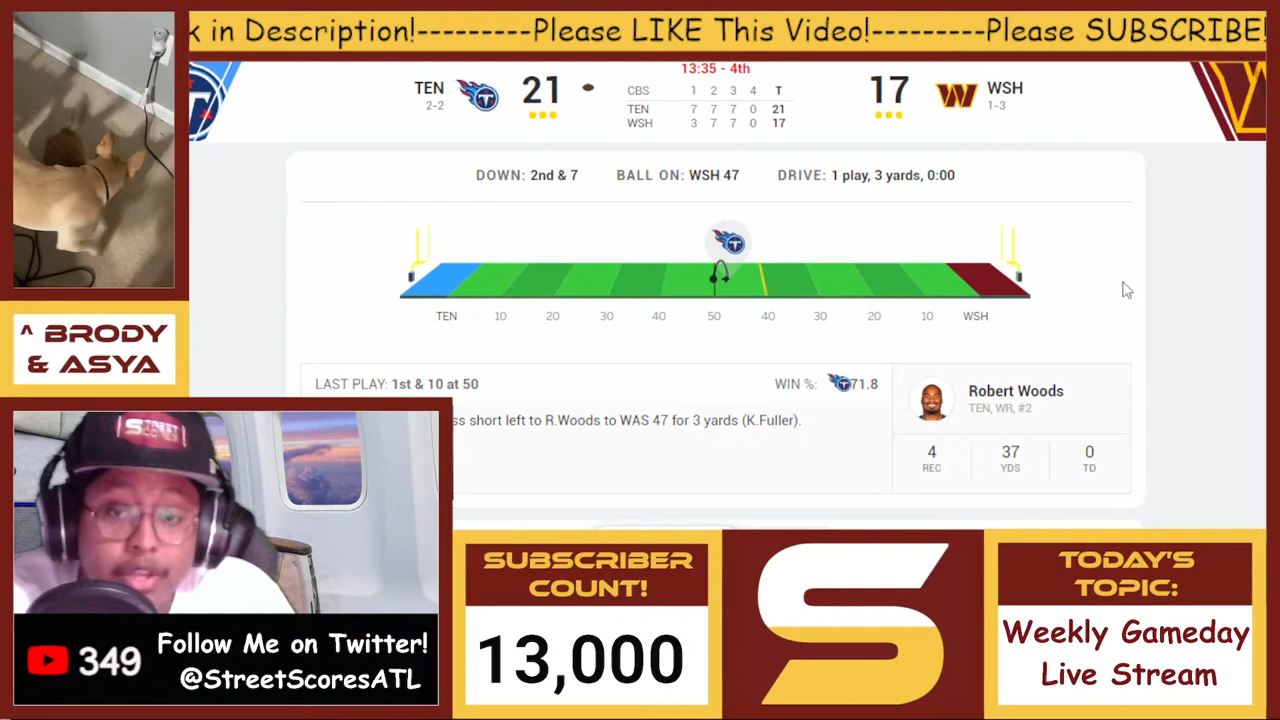 k in Description!---------Please LIKE This Video!---------Please SUBSCRIBE!
TEN
2-2
21
13:35 - 4th
CBS 1 2 3 4 T
TEN 7 7 7 0 21
WSH 3 7 7 0 17
17
WSH
1-3
DOWN: 2nd & 7 BALL ON: WSH 47 DRIVE: 1 play, 3 yards, 0:00
TEN 10 20 30 40 50 40 30 20 10 WSH
LAST PLAY: 1st & 10 at 50 WIN %: 71.8
ss short left to R.Woods to WAS 47 for 3 yards (K.Fuller).
Robert Woods
TEN, WR, #2
4 37 0
REC YDS TD
^ BRODY
& ASYA
STREET
SCORES
349
Follow Me on Twitter!
@StreetScoresATL
SUBSCRIBER
COUNT!
13,000
S
TODAY'S
TOPIC:
Weekly Gameday
Live Stream